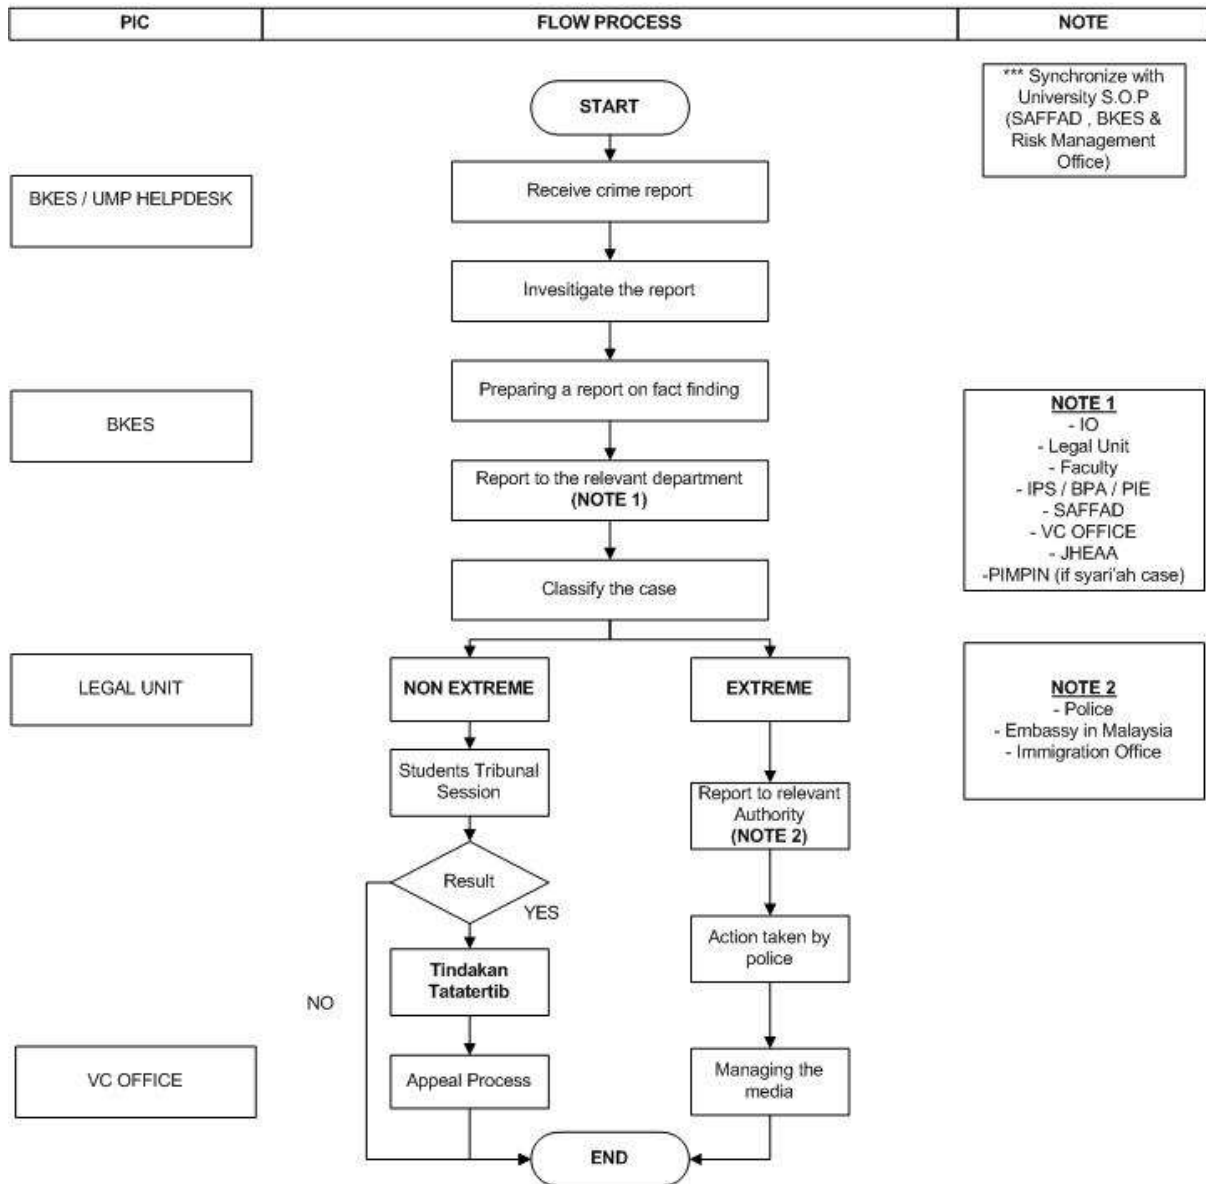 PIC
FLOW PROCESS
NOTE
START
*** Synchronize with
University S.O.P
(SAFFAD , BKES &
Risk Management
Office)
BKES / UMP HELPDESK
Receive crime report
Invesitigate the report
Preparing a report on fact finding
BKES
NOTE 1
- IO
- Legal Unit
- Faculty
- IPS / BPA / PIE
- SAFFAD
- VC OFFICE
- JHEAA
-PIMPIN (if syari'ah case)
Report to the relevant department
(NOTE 1)
Classify the case
LEGAL UNIT
NON EXTREME
EXTREME
NOTE 2
- Police
- Embassy in Malaysia
- Immigration Office
Students Tribunal
Session
Report to relevant
Authority
(NOTE 2)
Result
YES
Action taken by
police
Tindakan
Tatatertib
NO
VC OFFICE
Appeal Process
Managing the
media
END